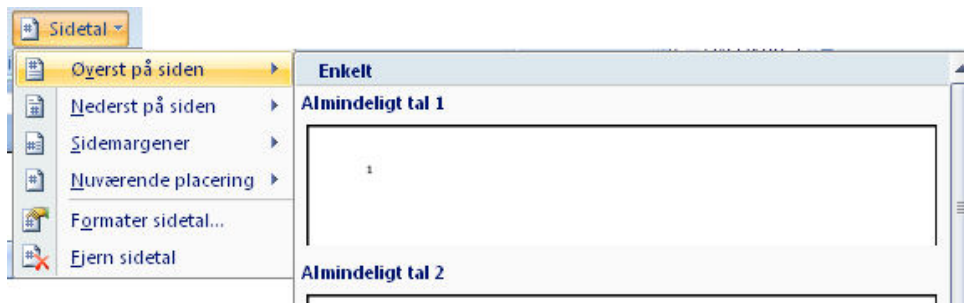 Sidetal
Øverst på siden
Nederst på siden
Sidemargener
Nuværende placering
Formater sidetal...
Fjern sidetal
Enkelt
Almindeligt tal 1
1
Almindeligt tal 2